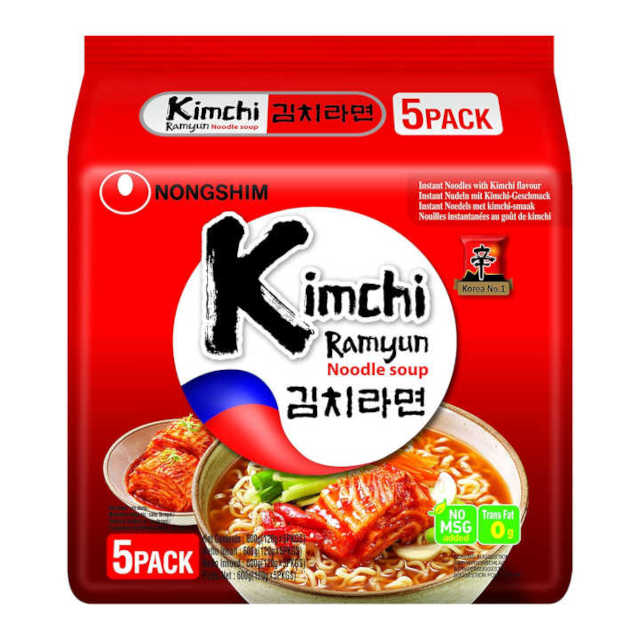 Kimchi
Ramyun Noodle soup
김치라면
5PACK
NONGSHIM
Instant Noodles with Kimchi flavour
Instant Nudeln mit Kimchi-Geschmack
Instant Noedels met kimchi-smaak
Nouilles instantanées au goût de kimchi
辛
Korea No.1
Kimchi
Ramyun
Noodle soup
김치라면
NO
MSG
added
Trans Fat
0g
5PACK